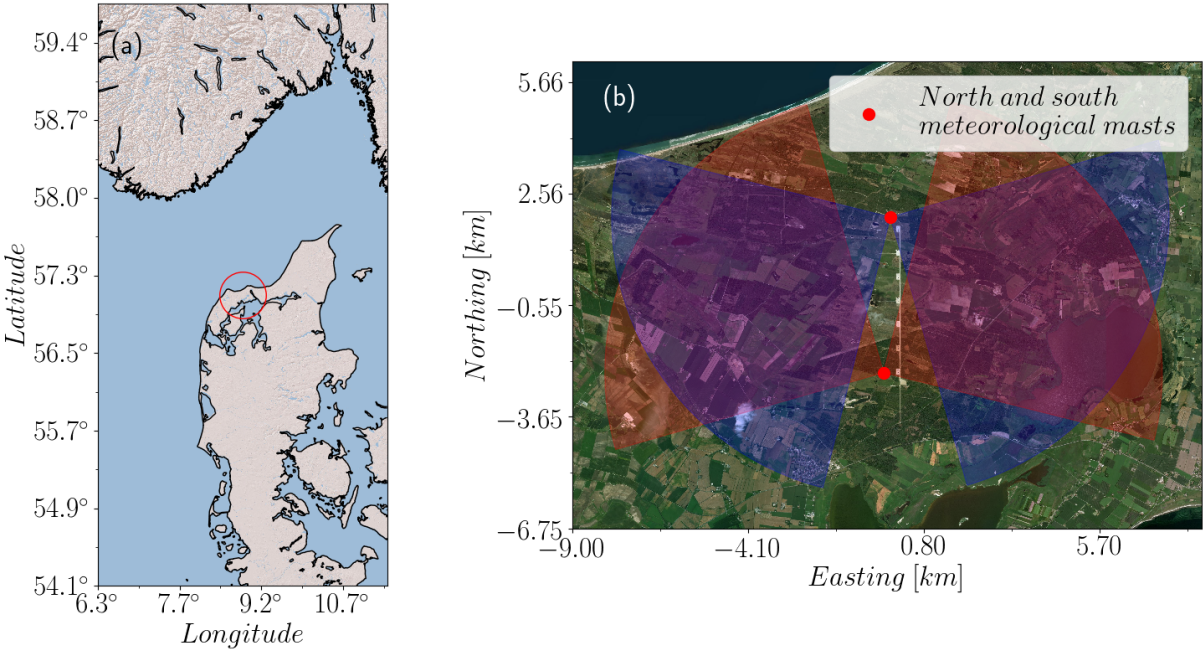 (a)
59.4°
58.7°
58.0°
57.3°
56.5°
55.7°
54.9°
54.1°
Latitude
6.3°
7.7°
9.2°
10.7°
Longitude
(b)
North and south
meteorological masts
5.66
2.56
−0.55
−3.65
−6.75
Northing [km]
−9.00
−4.10
0.80
5.70
Easting [km]